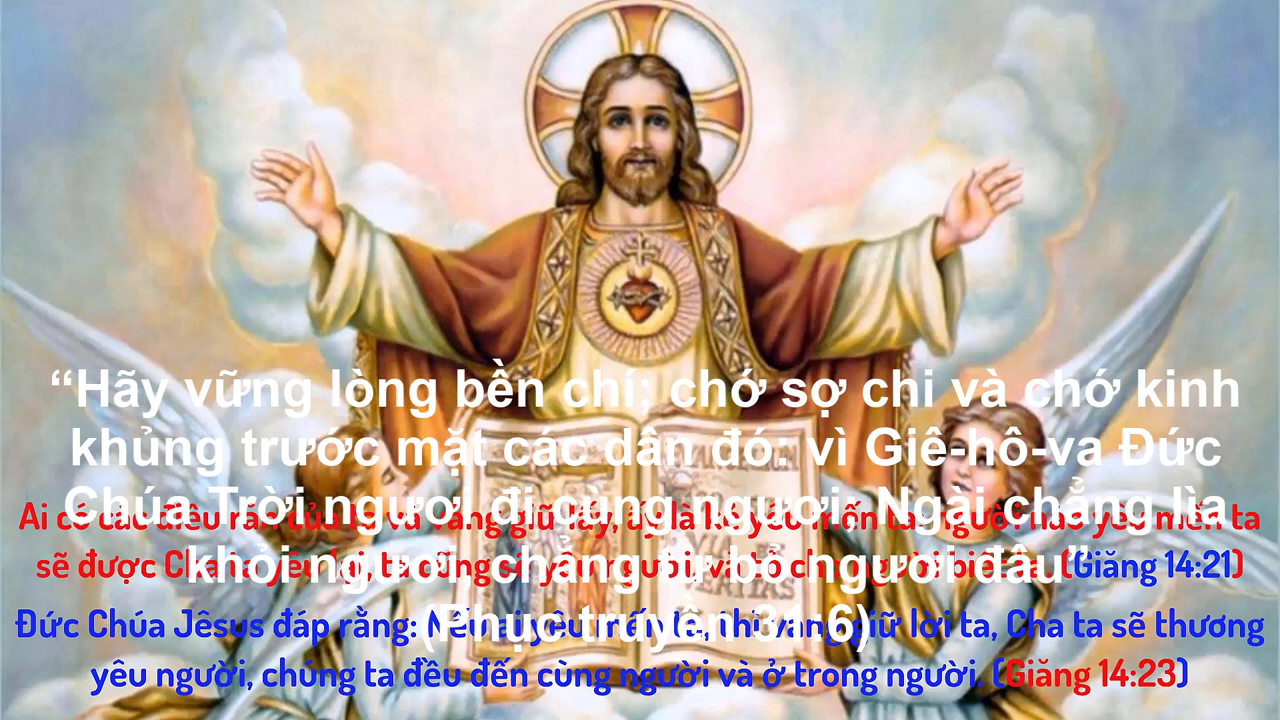 “Hãy vững lòng bền chí; chớ sợ chi và chớ kinh
khủng trước mặt các dân đó: vì Giê-hô-va Đức
Chúa Trời ngươi đi cùng ngươi; Ngài chẳng lìa
khỏi ngươi, chẳng từ bỏ ngươi đâu”
(Phục truyền 31:6)
Ai có các điều răn của ta và vâng giữ lấy, ấy là kẻ yêu mến ta; người nào yêu mến ta
sẽ được Cha ta yêu lại, ta cũng sẽ yêu người, và tỏ cho người biết ta. (Giăng 14:21)
Đức Chúa Jêsus đáp rằng: Nếu ai yêu mến ta, thì vâng giữ lời ta, Cha ta sẽ thương
yêu người, chúng ta đều đến cùng người và ở trong người. (Giăng 14:23)